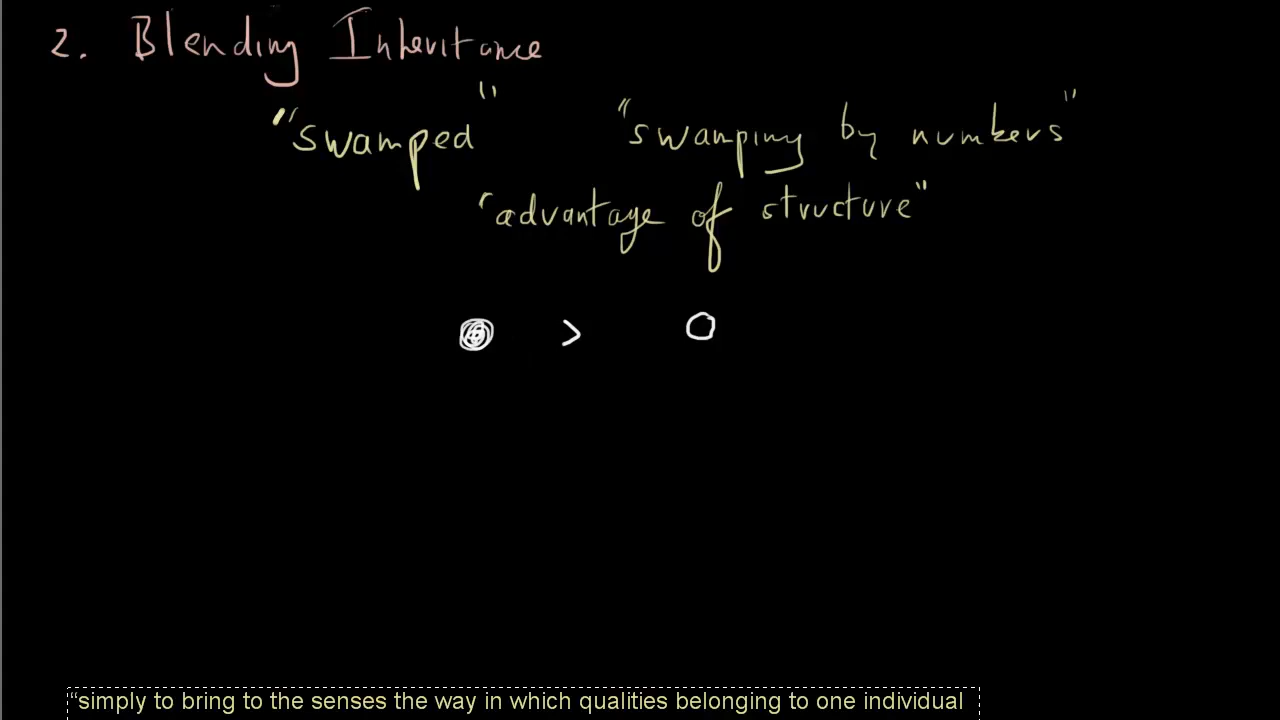 2. Blending Inheritance
"swamped" "swamping by numbers"
"advantage of structure"
>
“simply to bring to the senses the way in which qualities belonging to one individual